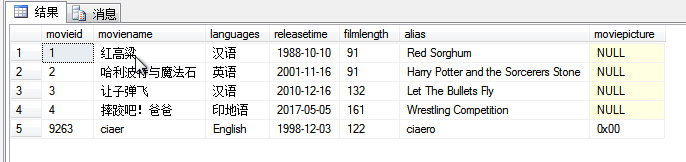 结果 消息
movieid moviename languages releasetime filmlength alias moviepicture
1 1 红高粱 汉语 1988-10-10 91 Red Sorghum NULL
2 2 哈利波特与魔法石 英语 2001-11-16 91 Harry Potter and the Sorcerers Stone NULL
3 3 让子弹飞 汉语 2010-12-16 132 Let The Bullets Fly NULL
4 4 摔跤吧！爸爸 印地语 2017-05-05 161 Wrestling Competition NULL
5 9263 ciaer English 1998-12-03 122 ciaero 0x00